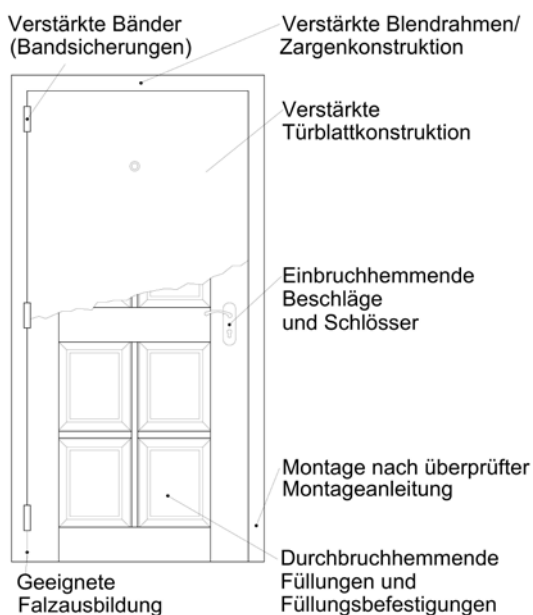 Verstärkte Bänder
(Bandsicherungen)
Verstärkte Blendrahmen/
Zargenkonstruktion
Verstärkte
Türblattkonstruktion
Einbruchhemmende
Beschläge
und Schlösser
Montage nach überprüfter
Montageanleitung
Durchbruchhemmende
Füllungen und
Füllungsbefestigungen
Geeignete
Falzausbildung